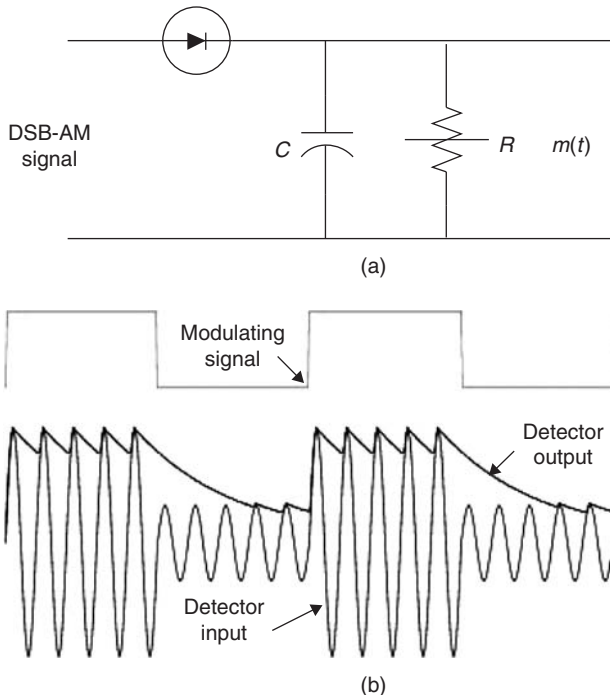 DSB-AM
signal
C
R
m(t)
(a)
Modulating
signal
Detector
output
Detector
input
(b)